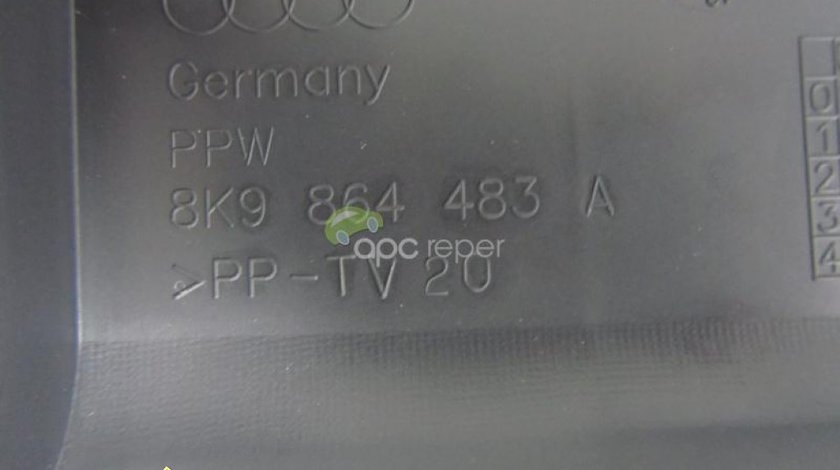 Germany
PPW
8K9 864 483 A
apc reper
>PP-TV 20
0
1
2
3
4